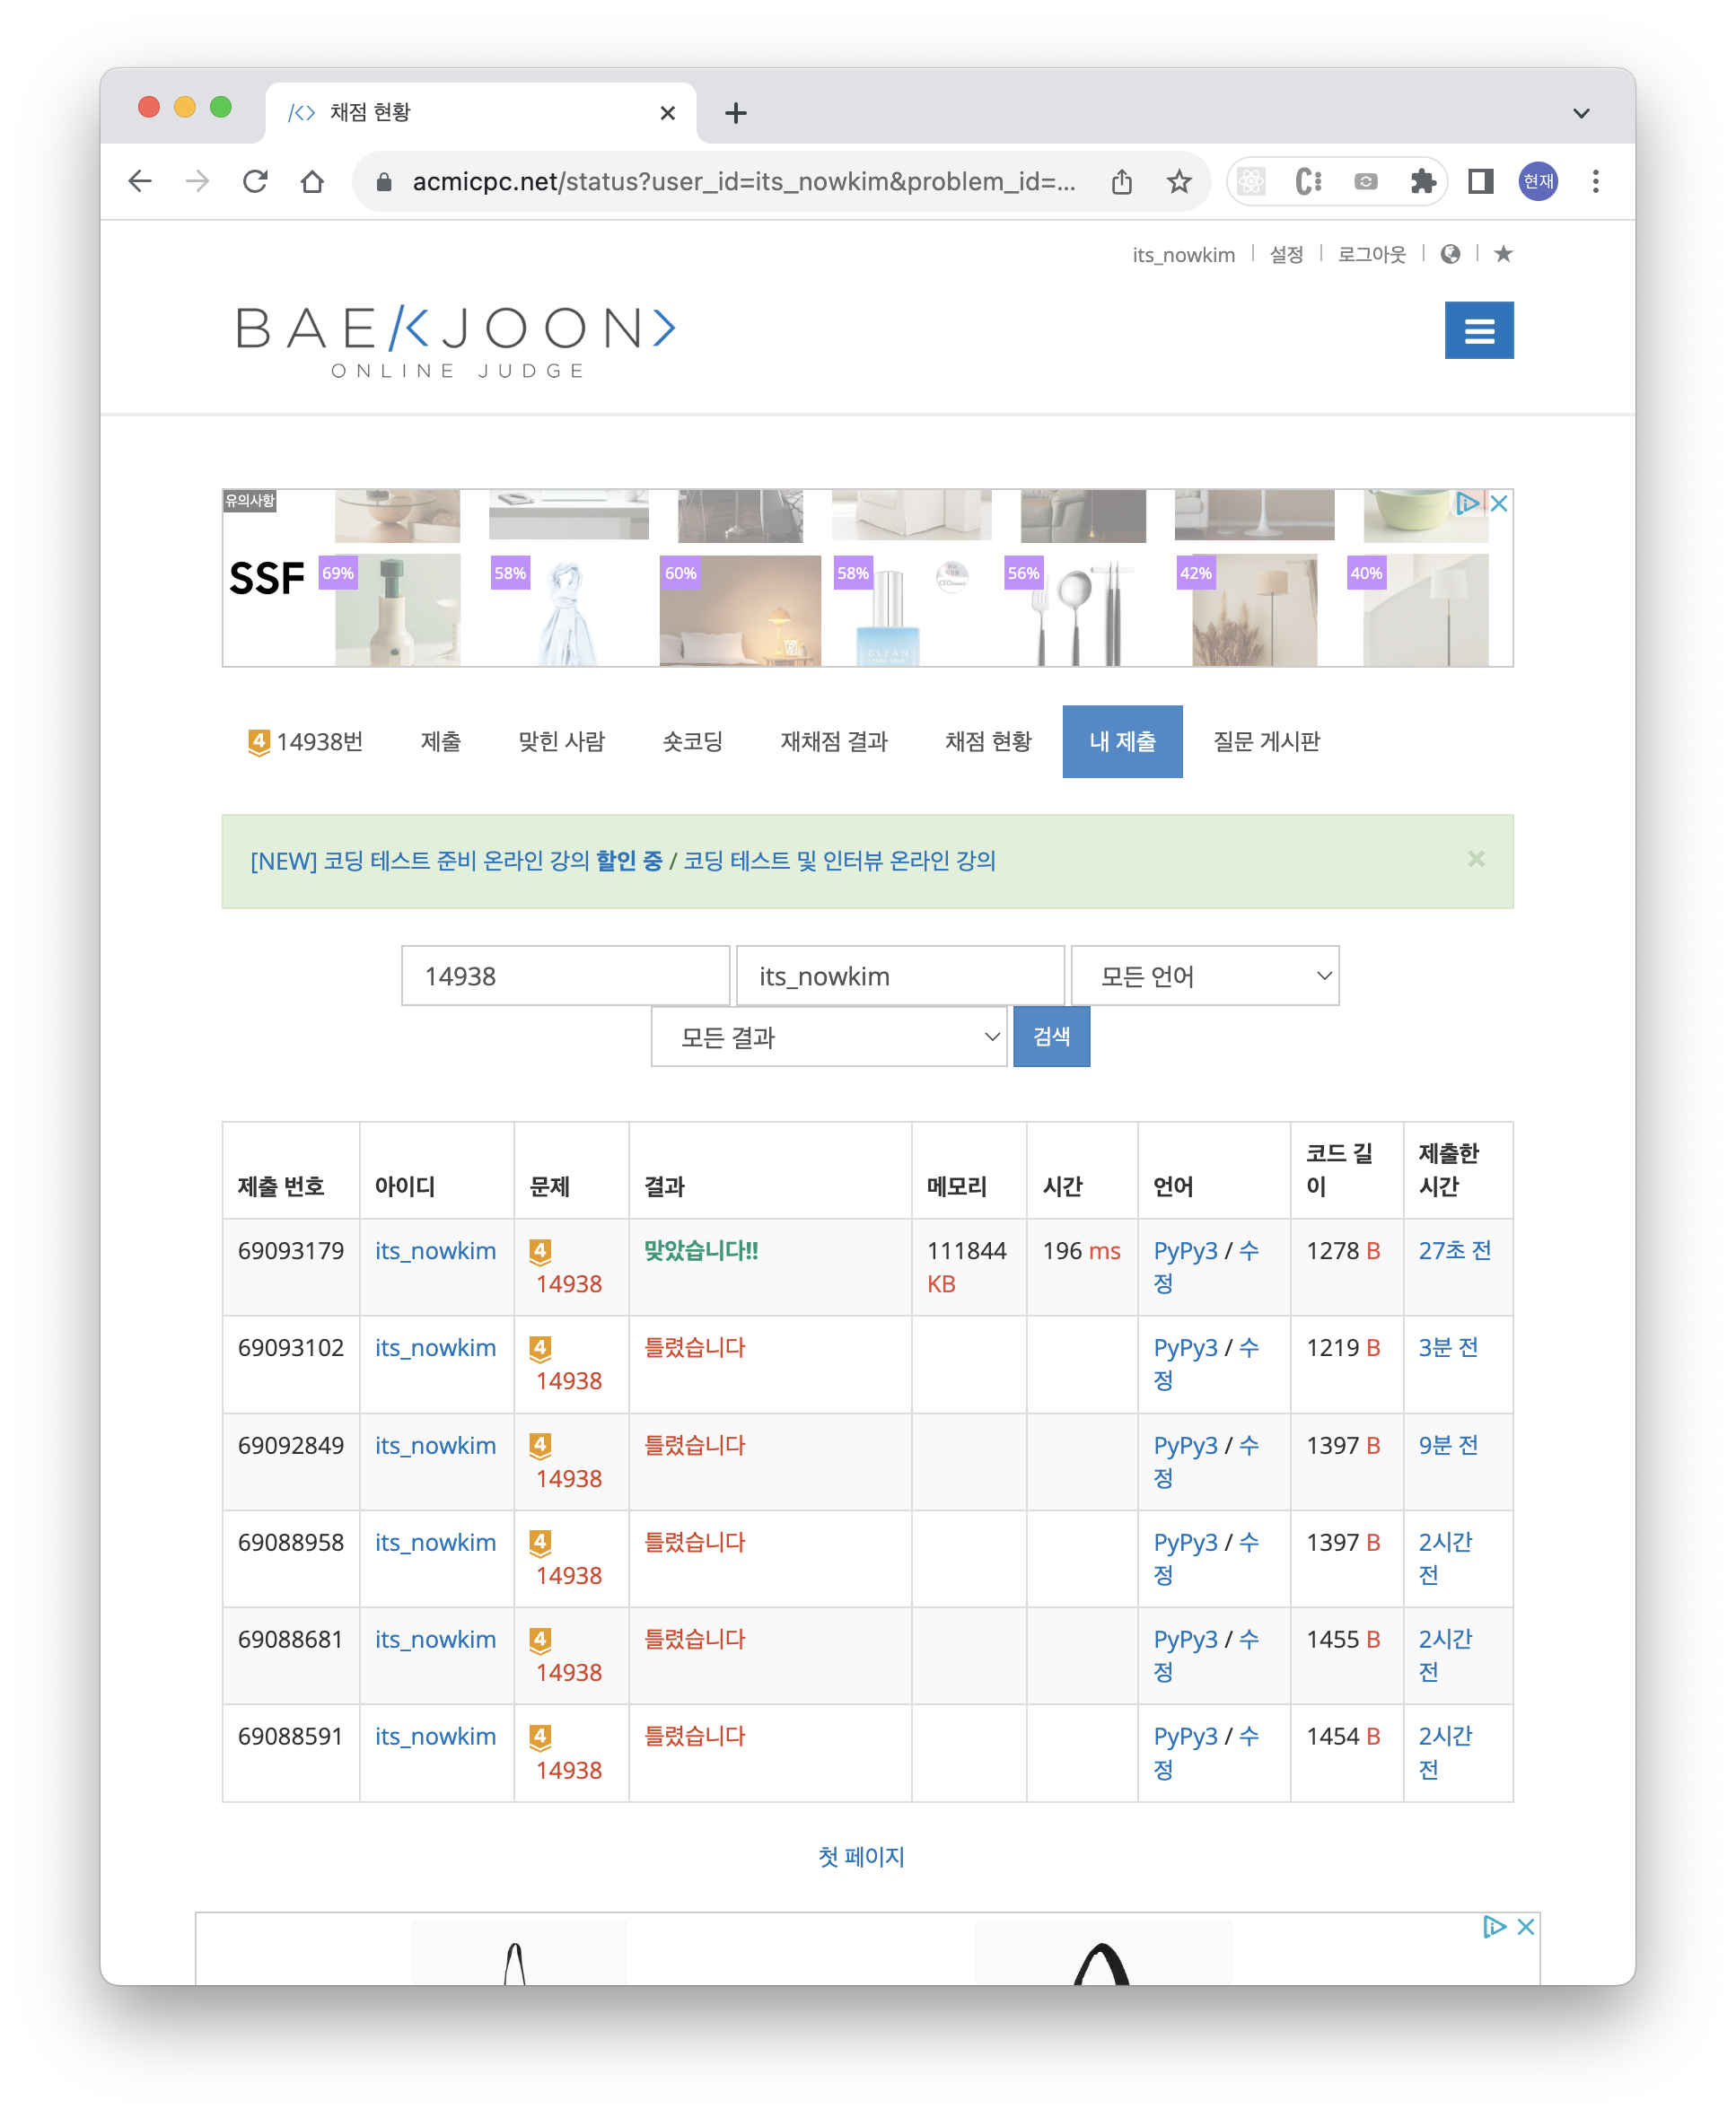 채점 현황
acmicpc.net/status?user_id=its_nowkim&problem_id=...
현재
its_nowkim 설정 로그아웃
BAE/<JOON>
ONLINE JUDGE
유의사항
SSF 69% 58% 60% 58% 56% 42% 40%
CLEAN
4 14938번 제출 맞힌 사람 숏코딩 재채점 결과 채점 현황 내 제출 질문 게시판
[NEW] 코딩 테스트 준비 온라인 강의 할인 중 / 코딩 테스트 및 인터뷰 온라인 강의 ×
14938 its_nowkim 모든 언어
모든 결과 검색
제출 번호 아이디 문제 결과 메모리 시간 언어 코드 길이 제출한 시간
69093179 its_nowkim 4 14938 맞았습니다!! 111844 KB 196 ms PyPy3 / 수정 1278 B 27초 전
69093102 its_nowkim 4 14938 틀렸습니다 PyPy3 / 수정 1219 B 3분 전
69092849 its_nowkim 4 14938 틀렸습니다 PyPy3 / 수정 1397 B 9분 전
69088958 its_nowkim 4 14938 틀렸습니다 PyPy3 / 수정 1397 B 2시간 전
69088681 its_nowkim 4 14938 틀렸습니다 PyPy3 / 수정 1455 B 2시간 전
69088591 its_nowkim 4 14938 틀렸습니다 PyPy3 / 수정 1454 B 2시간 전
첫 페이지